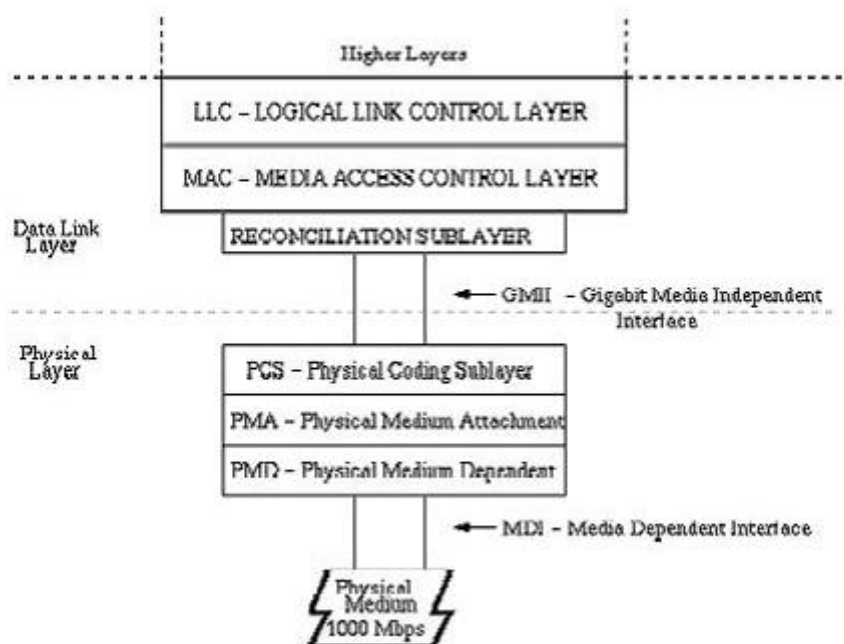 Higher Layers
LLC – LOGICAL LINK CONTROL LAYER
MAC – MEDIA ACCESS CONTROL LAYER
Data Link
Layer
RECONCILIATION SUBLAYER
GMII – Gigabit Media Independent
Interface
Physical
Layer
PCS – Physical Coding Sublayer
PMA – Physical Medium Attachment
PMD – Physical Medium Dependent
MDI – Media Dependent Interface
Physical
Medium
1000 Mbps